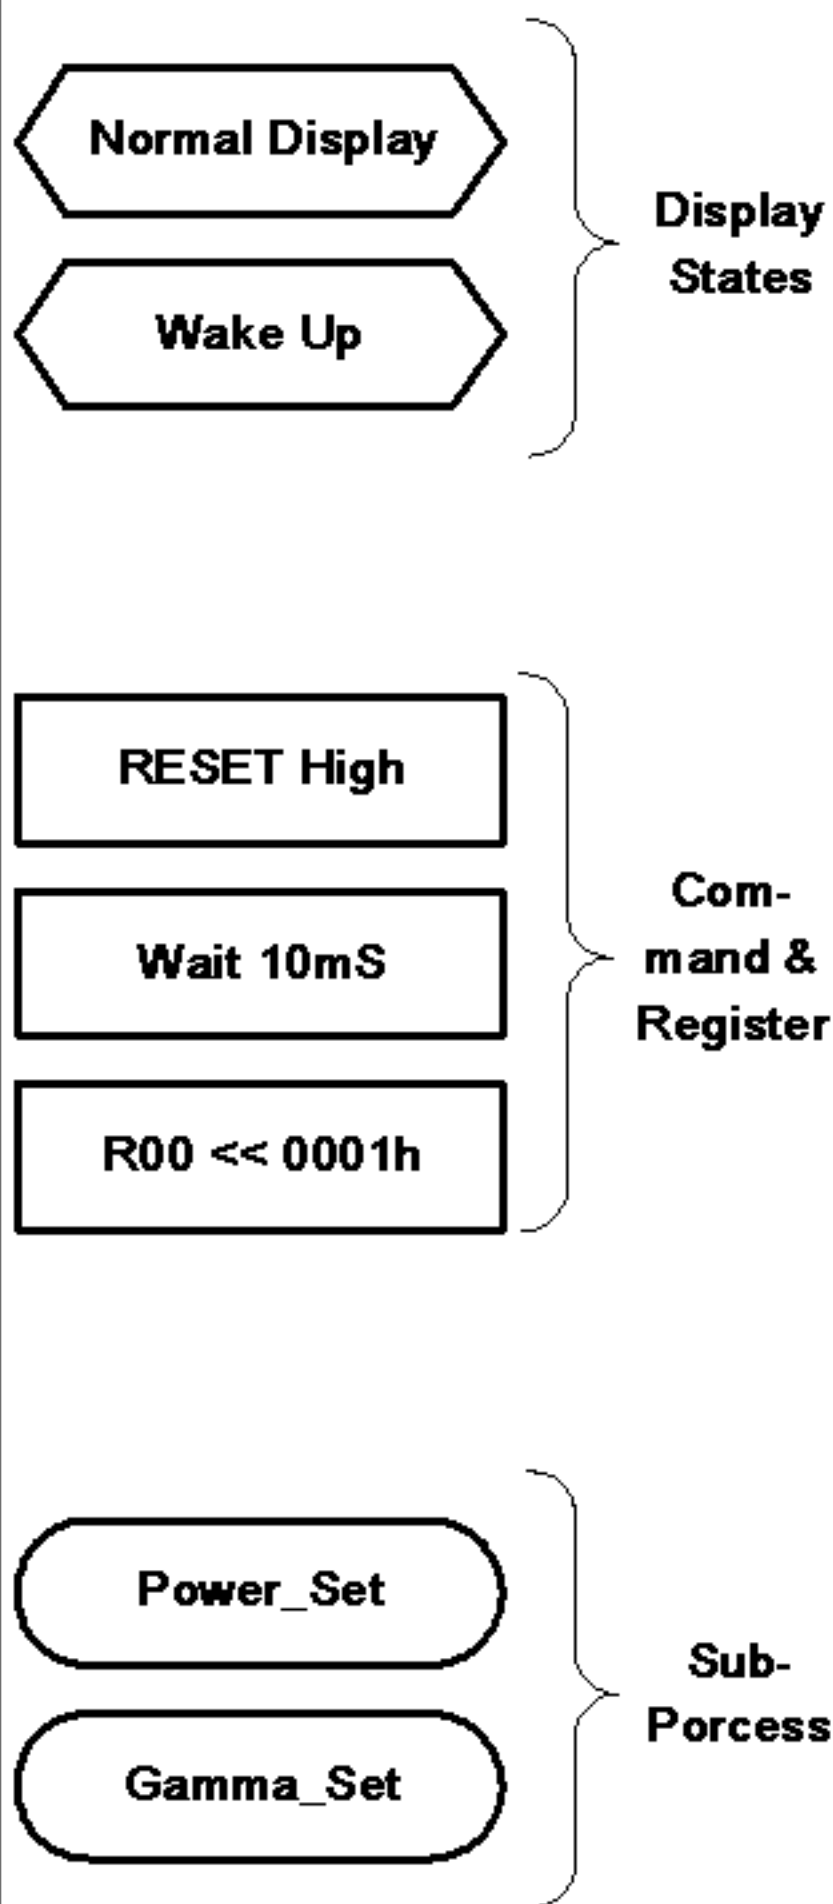 Normal Display
Display
States
Wake Up
RESET High
Com-
mand &
Register
Wait 10mS
R00 << 0001h
Power_Set
Sub-
Porcess
Gamma_Set